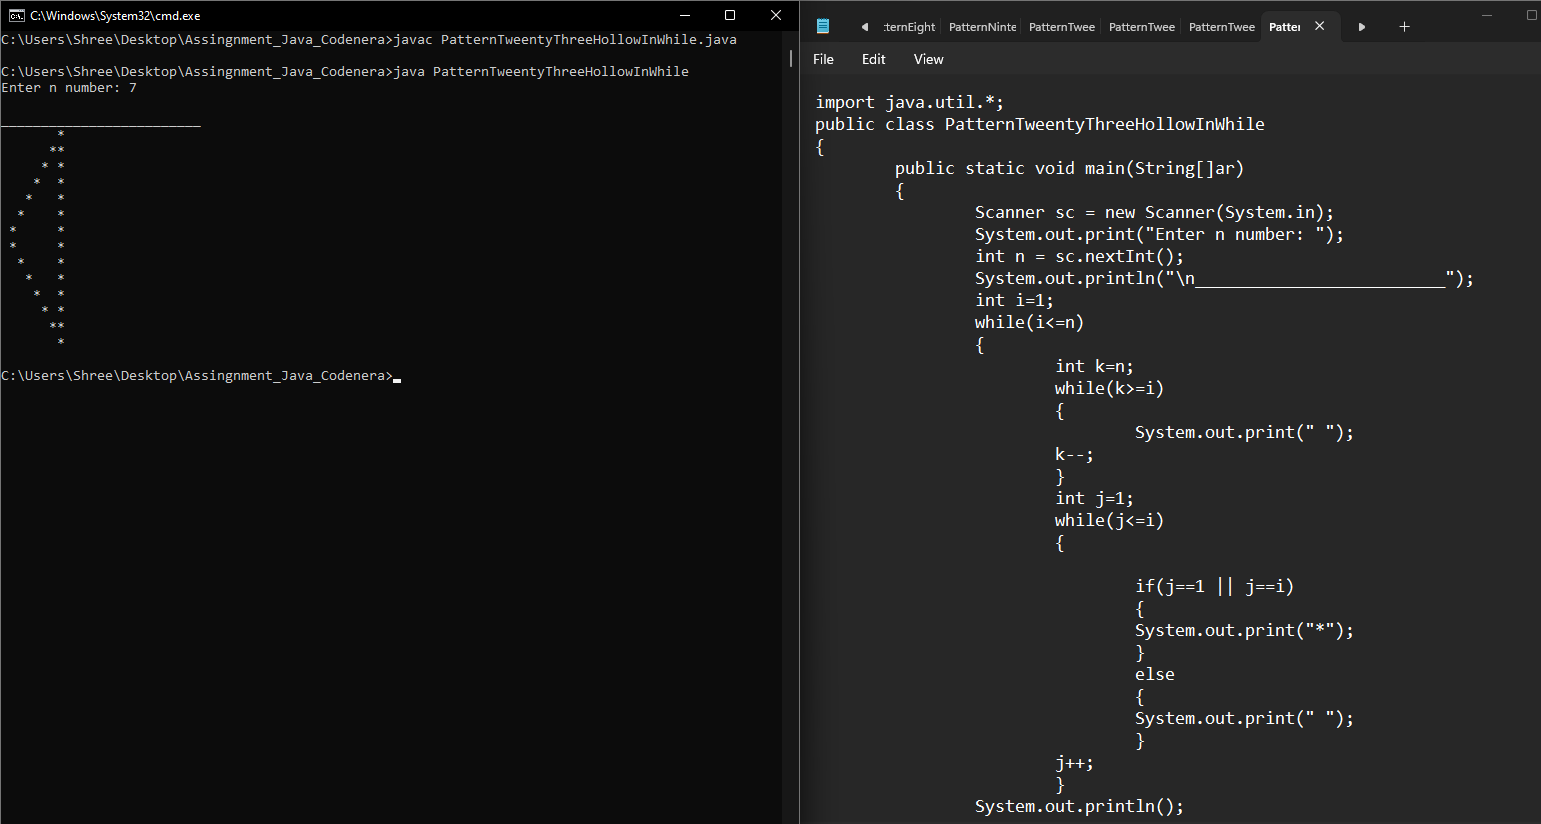 C:\Windows\System32\cmd.exe
C:\Users\Shree\Desktop\Assingnment_Java_Codenera>javac PatternTweentyThreeHollowInWhile.java
C:\Users\Shree\Desktop\Assingnment_Java_Codenera>java PatternTweentyThreeHollowInWhile
Enter n number: 7
_________________________
       *
      **
     * *
    *  *
   *   *
  *    *
 *     *
 *     *
  *    *
   *   *
    *  *
     * *
      **
       *
C:\Users\Shree\Desktop\Assingnment_Java_Codenera>
:ternEight PatternNinte PatternTwee PatternTwee PatternTwee Patter
File Edit View
import java.util.*;
public class PatternTweentyThreeHollowInWhile
{
        public static void main(String[]ar)
        {
                Scanner sc = new Scanner(System.in);
                System.out.print("Enter n number: ");
                int n = sc.nextInt();
                System.out.println("\n_________________________");
                int i=1;
                while(i<=n)
                {
                        int k=n;
                        while(k>=i)
                        {
                                System.out.print(" ");
                        k--;
                        }
                        int j=1;
                        while(j<=i)
                        {
                                if(j==1 || j==i)
                                {
                                System.out.print("*");
                                }
                                else
                                {
                                System.out.print(" ");
                                }
                        j++;
                        }
                System.out.println();